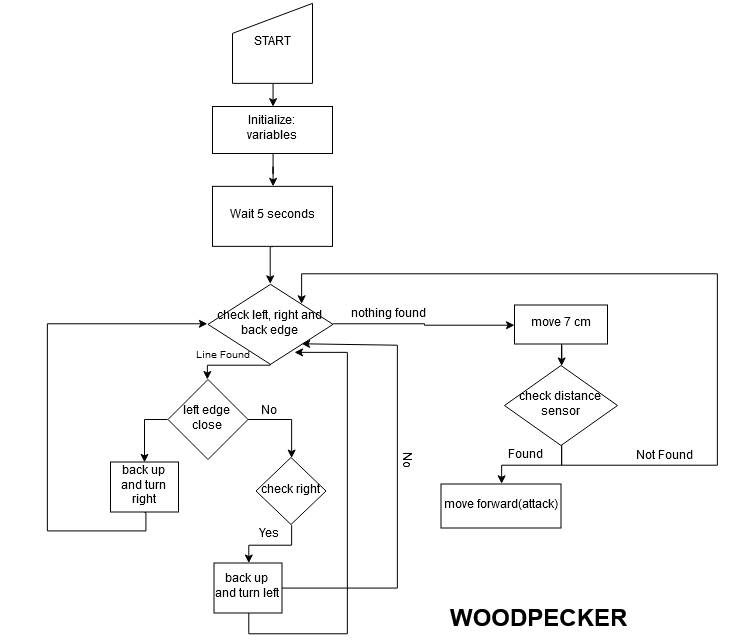 START
Initialize:
variables
Wait 5 seconds
check left, right and
back edge
nothing found
move 7 cm
Line Found
check distance
sensor
left edge
close
No
Found
Not Found
back up
and turn
right
check right
No
move forward(attack)
Yes
back up
and turn left
WOODPECKER